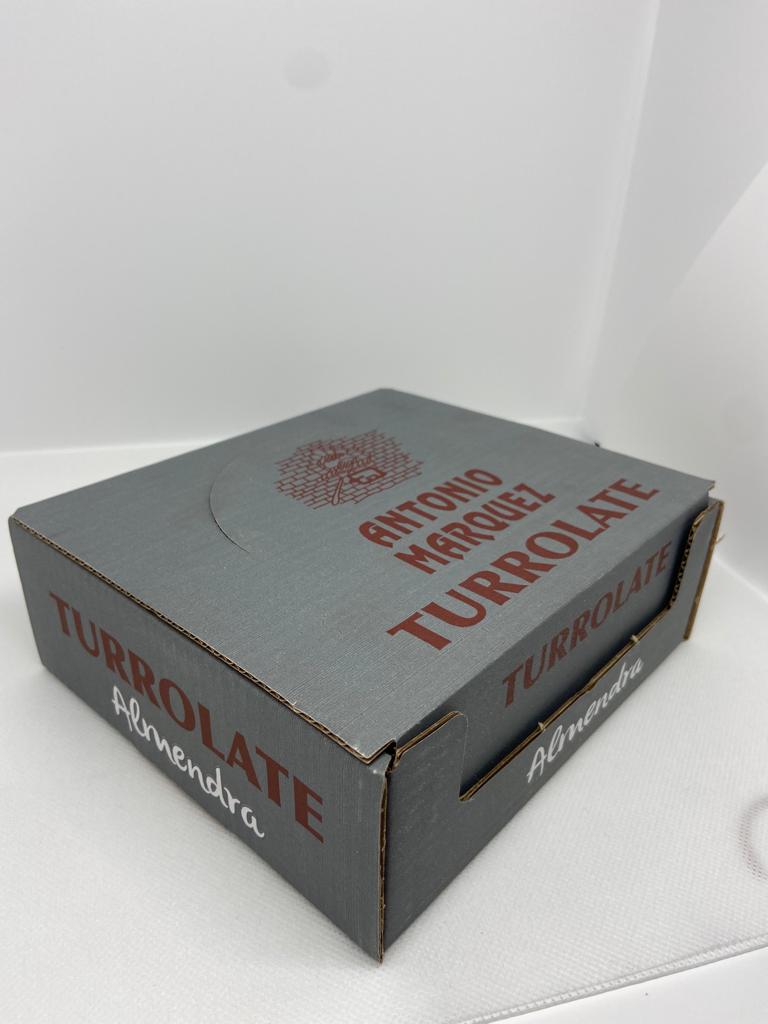 ANTONIO
MARQUEZ
TURROLATE
TURROLATE
Almendra
TURROLATE
Almendra